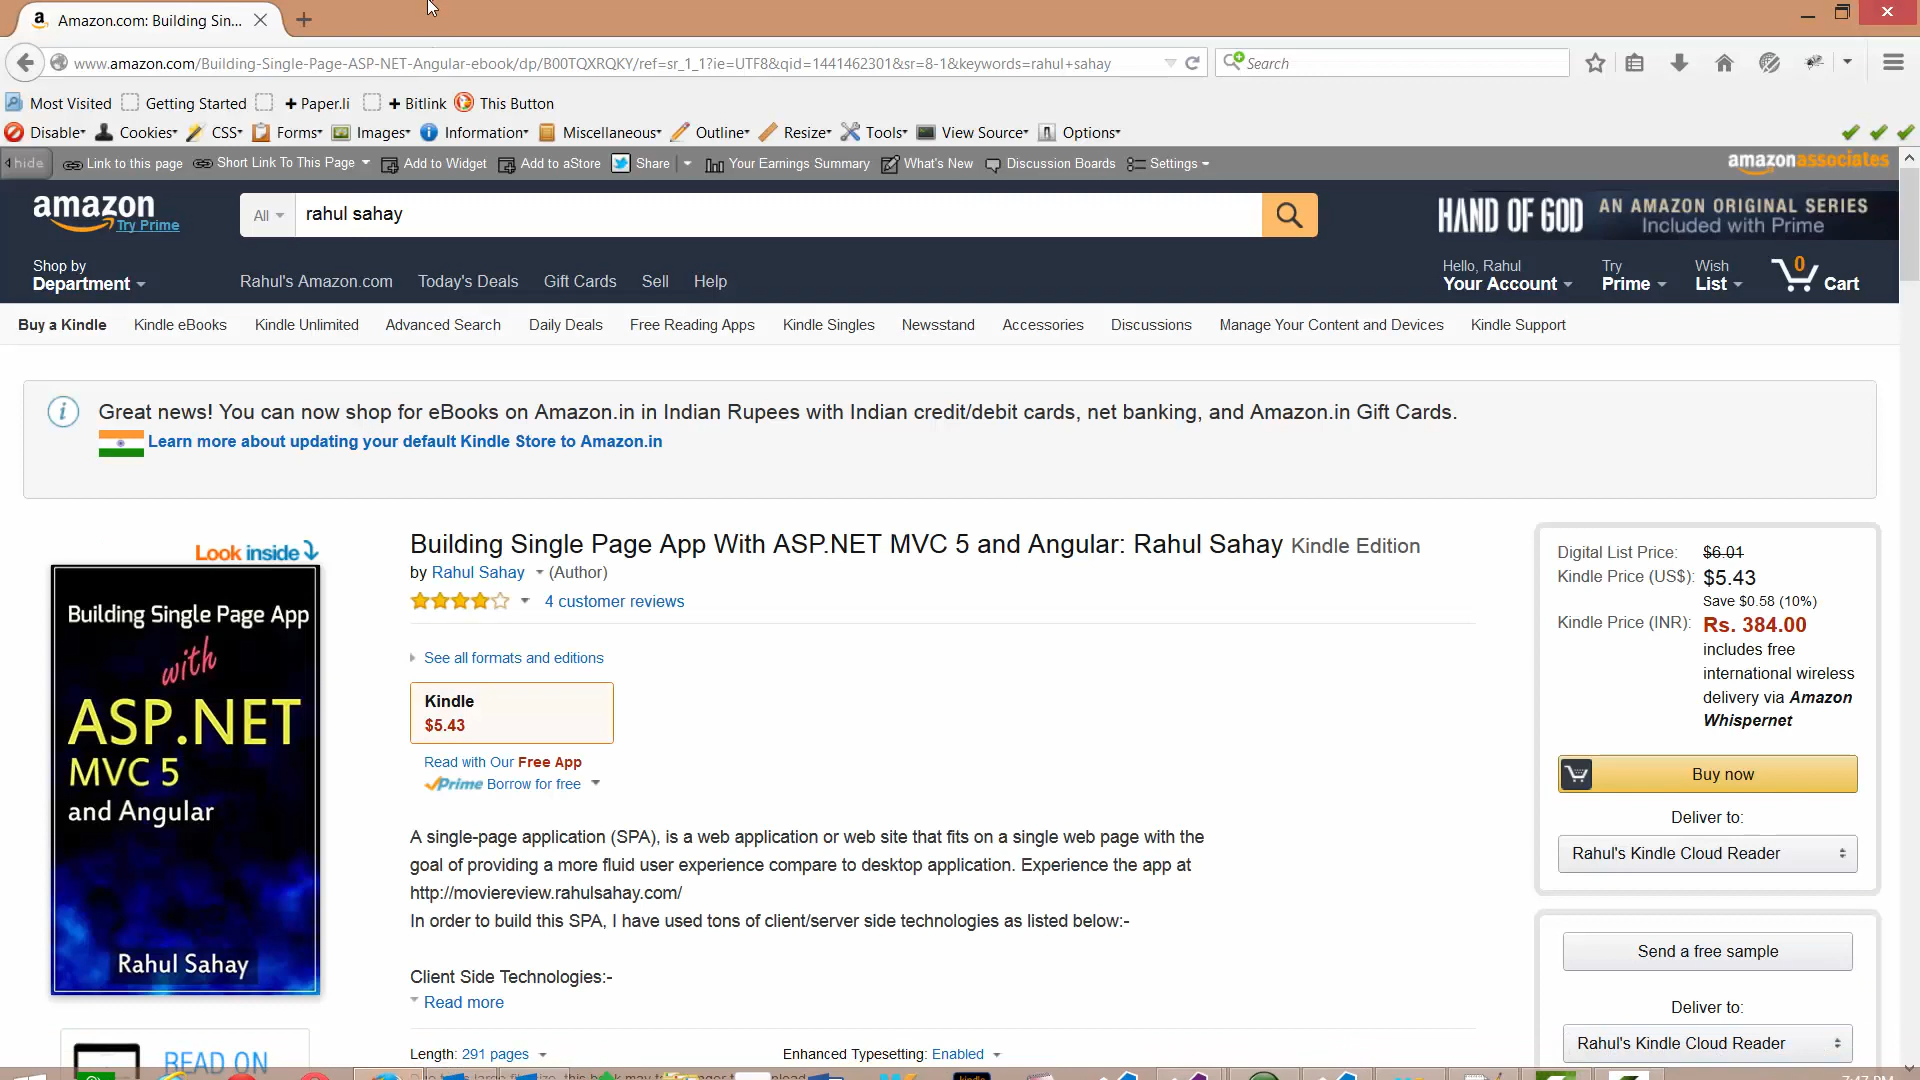 Amazon.com: Building Sin...
www.amazon.com/Building-Single-Page-ASP-NET-Angular-ebook/dp/B00TQXRQKY/ref=sr_1_1?ie=UTF8&qid=1441462301&sr=8-1&keywords=rahul+sahay
Search
Most Visited Getting Started + Paper.li + Bitlink This Button
Disable Cookies CSS Forms Images Information Miscellaneous Outline Resize Tools View Source Options
hide Link to this page Short Link To This Page Add to Widget Add to aStore Share Your Earnings Summary What's New Discussion Boards Settings amazonassociates
amazon
Try Prime
All rahul sahay
HAND OF GOD AN AMAZON ORIGINAL SERIES
Included with Prime
Shop by
Department
Rahul's Amazon.com Today's Deals Gift Cards Sell Help
Hello, Rahul
Your Account
Try
Prime
Wish
List
0
Cart
Buy a Kindle Kindle eBooks Kindle Unlimited Advanced Search Daily Deals Free Reading Apps Kindle Singles Newsstand Accessories Discussions Manage Your Content and Devices Kindle Support
Great news! You can now shop for eBooks on Amazon.in in Indian Rupees with Indian credit/debit cards, net banking, and Amazon.in Gift Cards.
Learn more about updating your default Kindle Store to Amazon.in
Look inside
Building Single Page App
with
ASP.NET
MVC 5
and Angular
Rahul Sahay
READ ON
Building Single Page App With ASP.NET MVC 5 and Angular: Rahul Sahay Kindle Edition
by Rahul Sahay (Author)
4 customer reviews
See all formats and editions
Kindle
$5.43
Read with Our Free App
Prime Borrow for free
A single-page application (SPA), is a web application or web site that fits on a single web page with the
goal of providing a more fluid user experience compare to desktop application. Experience the app at
http://moviereview.rahulsahay.com/
In order to build this SPA, I have used tons of client/server side technologies as listed below:-
Client Side Technologies:-
Read more
Length: 291 pages
Enhanced Typesetting: Enabled
Digital List Price: $6.01
Kindle Price (US$): $5.43
Save $0.58 (10%)
Kindle Price (INR): Rs. 384.00
includes free
international wireless
delivery via Amazon
Whispernet
Buy now
Deliver to:
Rahul's Kindle Cloud Reader
Send a free sample
Deliver to:
Rahul's Kindle Cloud Reader